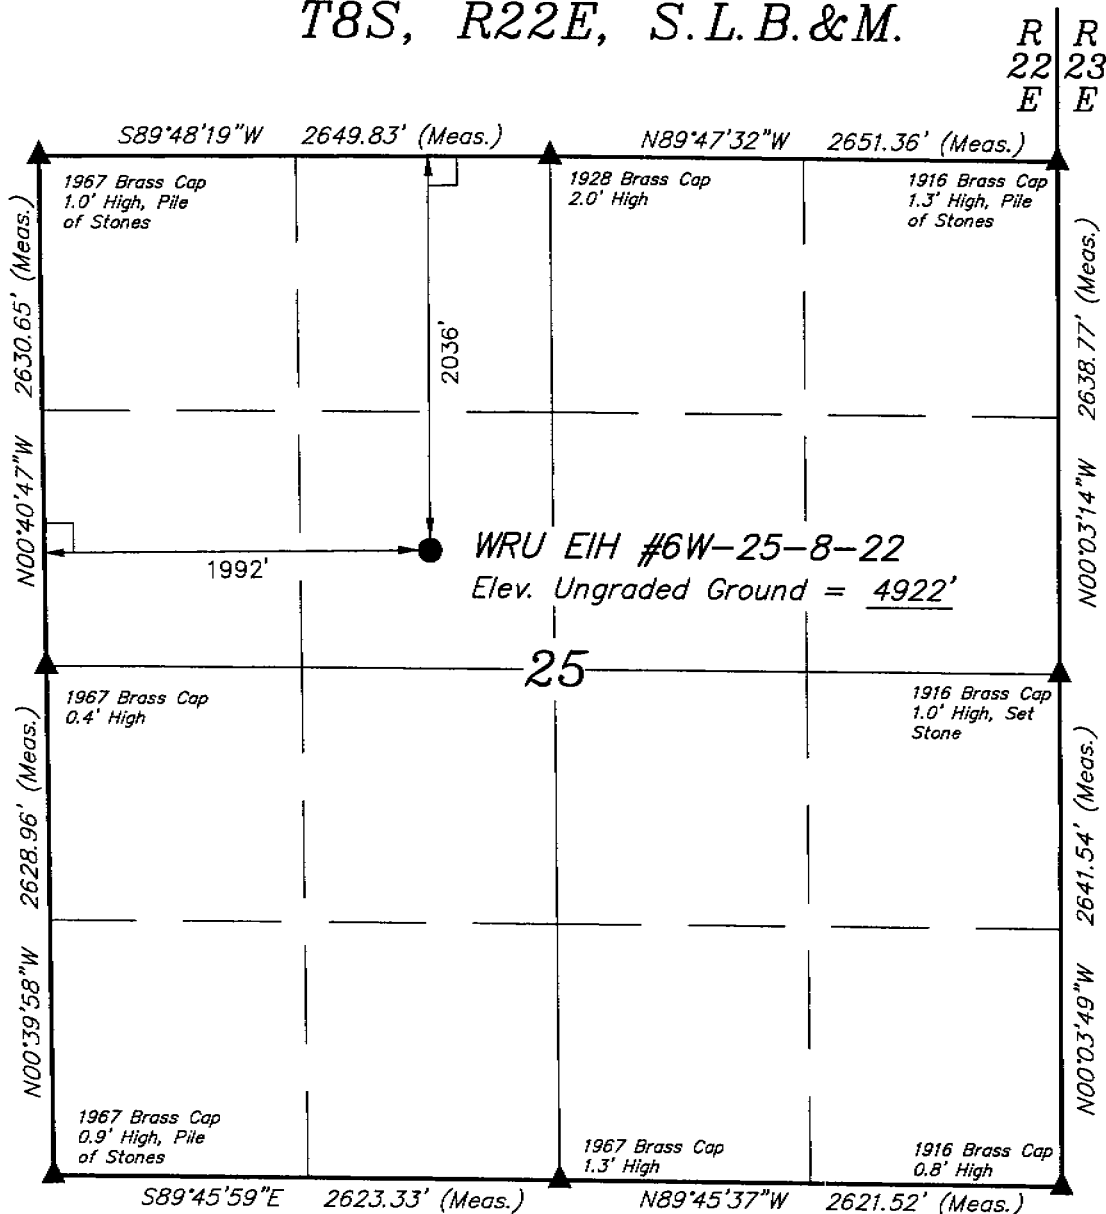 T8S, R22E, S.L.B.&M.
R R
22 23
E E
S89°48'19"W 2649.83' (Meas.)
N89°47'32"W 2651.36' (Meas.)
1967 Brass Cap
1.0' High, Pile
of Stones
1928 Brass Cap
2.0' High
1916 Brass Cap
1.3' High, Pile
of Stones
N00°40'47"W 2630.65' (Meas.)
2036'
N00°03'14"W 2638.77' (Meas.)
1992'
WRU EIH #6W-25-8-22
Elev. Ungraded Ground = 4922'
25
1967 Brass Cap
0.4' High
1916 Brass Cap
1.0' High, Set
Stone
N00°39'58"W 2628.96' (Meas.)
N00°03'49"W 2641.54' (Meas.)
1967 Brass Cap
0.9' High, Pile
of Stones
1967 Brass Cap
1.3' High
1916 Brass Cap
0.8' High
S89°45'59"E 2623.33' (Meas.)
N89°45'37"W 2621.52' (Meas.)